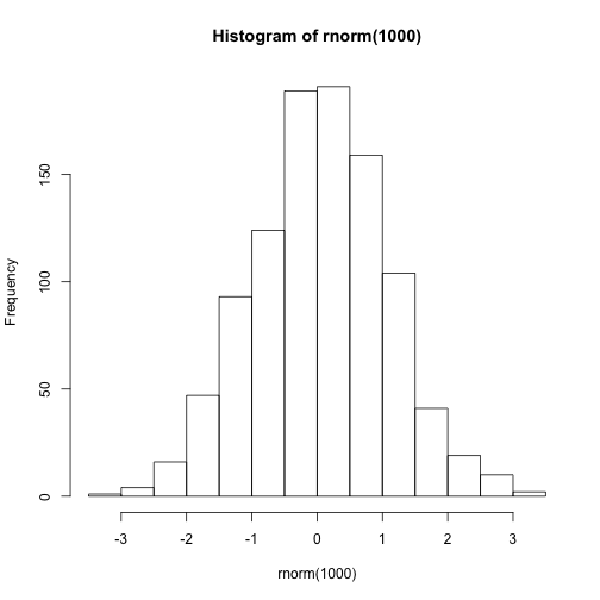 Histogram of rnorm(1000)
Frequency
150
100
50
0
-3 -2 -1 0 1 2 3
rnorm(1000)